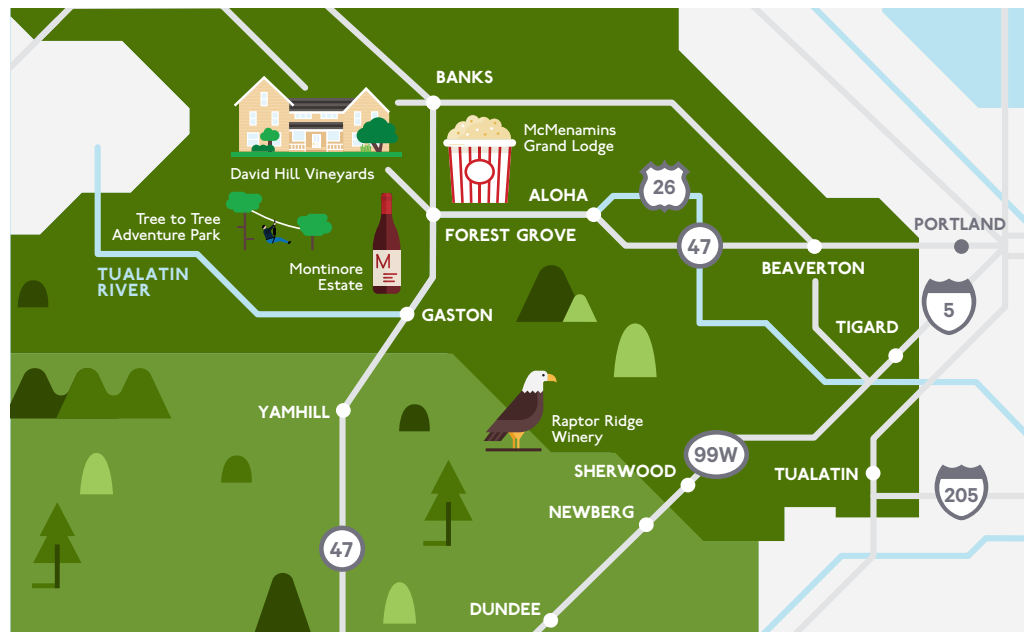 BANKS
McMenamins
Grand Lodge
David Hill Vineyards
26
ALOHA
Tree to Tree
Adventure Park
PORTLAND
FOREST GROVE
47
M
Montinore
Estate
BEAVERTON
TUALATIN
RIVER
GASTON
5
TIGARD
YAMHILL
Raptor Ridge
Winery
99W
SHERWOOD
TUALATIN
205
NEWBERG
47
DUNDEE